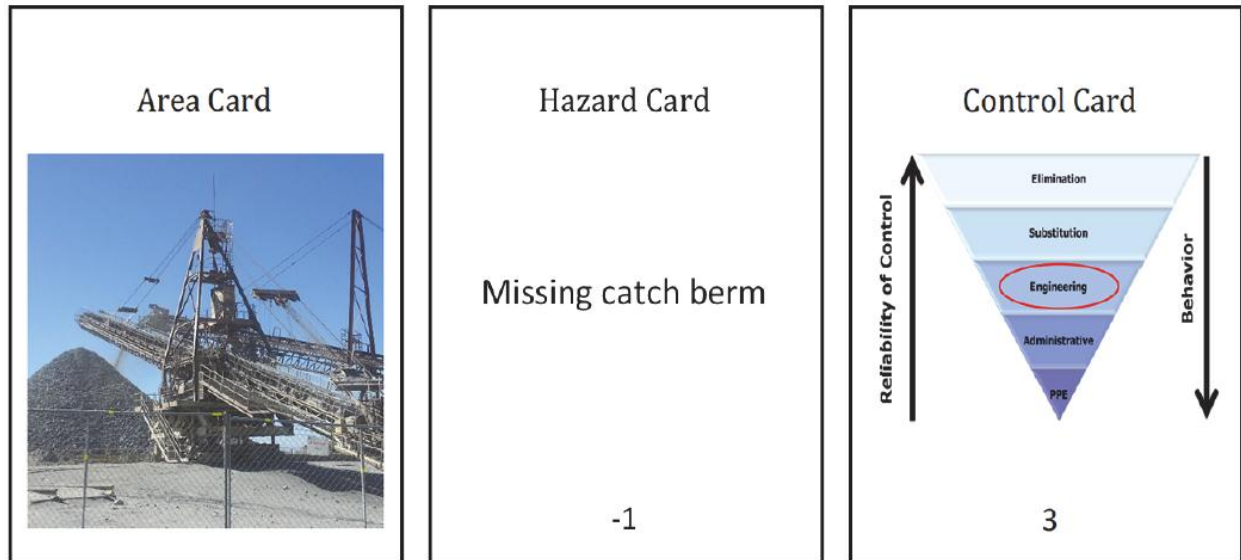 Area Card
Hazard Card
Missing catch berm
-1
Control Card
Reliability of Control
Elimination
Substitution
Engineering
Administrative
PPE
Behavior
3